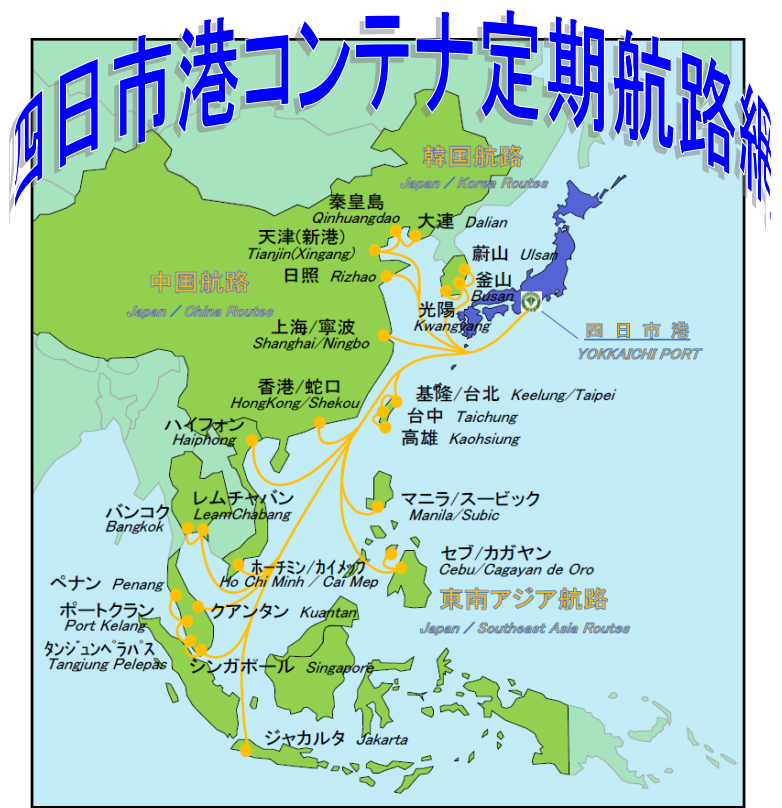 四日市港コンテナ定期航路網
韓国航路
Japan / Korea Routes
秦皇島
Qinhuangdao
大連 Dalian
天津(新港)
Tianjin(Xingang)
蔚山 Ulsan
日照 Rizhao
釜山
Busan
中国航路
Japan / China Routes
光陽
Kwangyang
上海/寧波
Shanghai/Ningbo
四日市港
YOKKAICHI PORT
香港/蛇口
HongKong/Shekou
基隆/台北 Keelung/Taipei
台中 Taichung
高雄 Kaohsiung
ハイフォン
Haiphong
レムチャバン
LeamChabang
バンコク
Bangkok
マニラ/スービック
Manila/Subic
ホーチミン/カイメップ
Ho Chi Minh / Cai Mep
セブ/カガヤン
Cebu/Cagayan de Oro
ペナン Penang
ポートクラン
Port Kelang
クアンタン Kuantan
東南アジア航路
Japan / Southeast Asia Routes
タンジュンペラパス
Tangjung Pelepas
シンガポール Singapore
ジャカルタ Jakarta